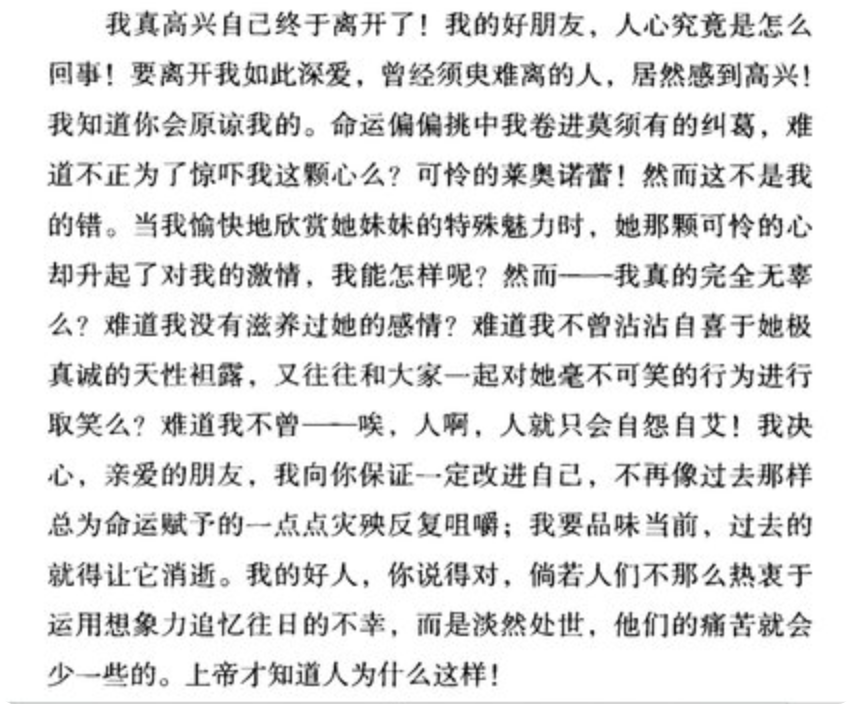 我真高兴自己终于离开了！我的好朋友，人心究竟是怎么
回事！要离开我如此深爱，曾经须臾难离的人，居然感到高兴！
我知道你会原谅我的。命运偏偏挑中我卷进莫须有的纠葛，难
道不正为了惊吓我这颗心么？可怜的莱奥诺蕾！然而这不是我
的错。当我愉快地欣赏她妹妹的特殊魅力时，她那颗可怜的心
却升起了对我的激情，我能怎样呢？然而——我真的完全无辜
么？难道我没有滋养过她的感情？难道我不曾沾沾自喜于她极
真诚的天性袒露，又往往和大家一起对她毫不可笑的行为进行
取笑么？难道我不曾——唉，人啊，人就只会自怨自艾！我决
心，亲爱的朋友，我向你保证一定改进自己，不再像过去那样
总为命运赋予的一点点灾殃反复咀嚼；我要品味当前，过去的
就得让它消逝。我的好人，你说得对，倘若人们不那么热衷于
运用想象力追忆往日的不幸，而是淡然处世，他们的痛苦就会
少一些的。上帝才知道人为什么这样！